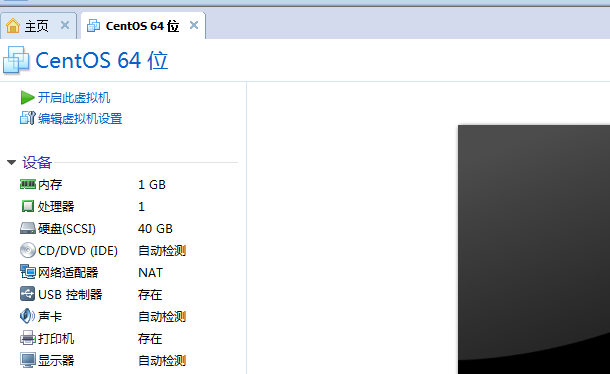 主页 CentOS 64 位
CentOS 64 位
开启此虚拟机
编辑虚拟机设置
设备
内存 1 GB
处理器 1
硬盘(SCSI) 40 GB
CD/DVD (IDE) 自动检测
网络适配器 NAT
USB 控制器 存在
声卡 自动检测
打印机 存在
显示器 自动检测